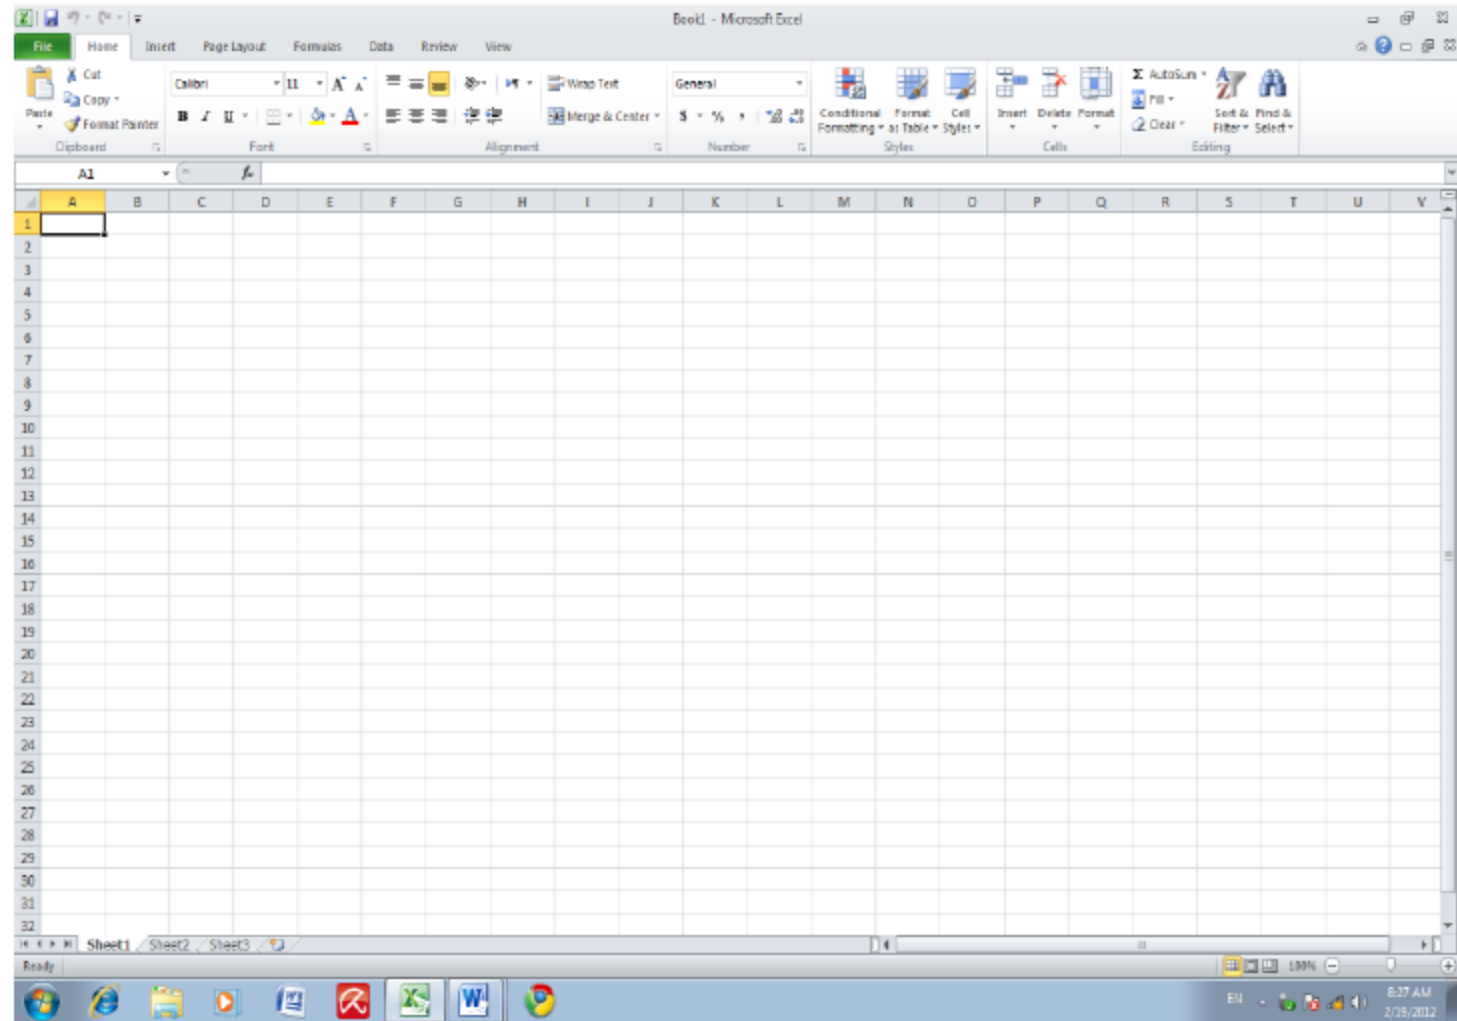 Book1 - Microsoft Excel
File Home Insert Page Layout Formulas Data Review View
Cut
Copy
Format Painter
Paste
Calibri 11
B I U
Wrap Text
Merge & Center
General
$ % ,
Conditional Formatting
Format as Table
Cell Styles
Insert Delete Format
Σ AutoSum
Fill
Clear
Sort & Filter
Find & Select
Clipboard Font Alignment Number Styles Cells Editing
A1 fx
A B C D E F G H I J K L M N O P Q R S T U V
1
2
3
4
5
6
7
8
9
10
11
12
13
14
15
16
17
18
19
20
21
22
23
24
25
26
27
28
29
30
31
32
Sheet1 Sheet2 Sheet3
Ready 100%
EN 8:27 AM
2/19/2012